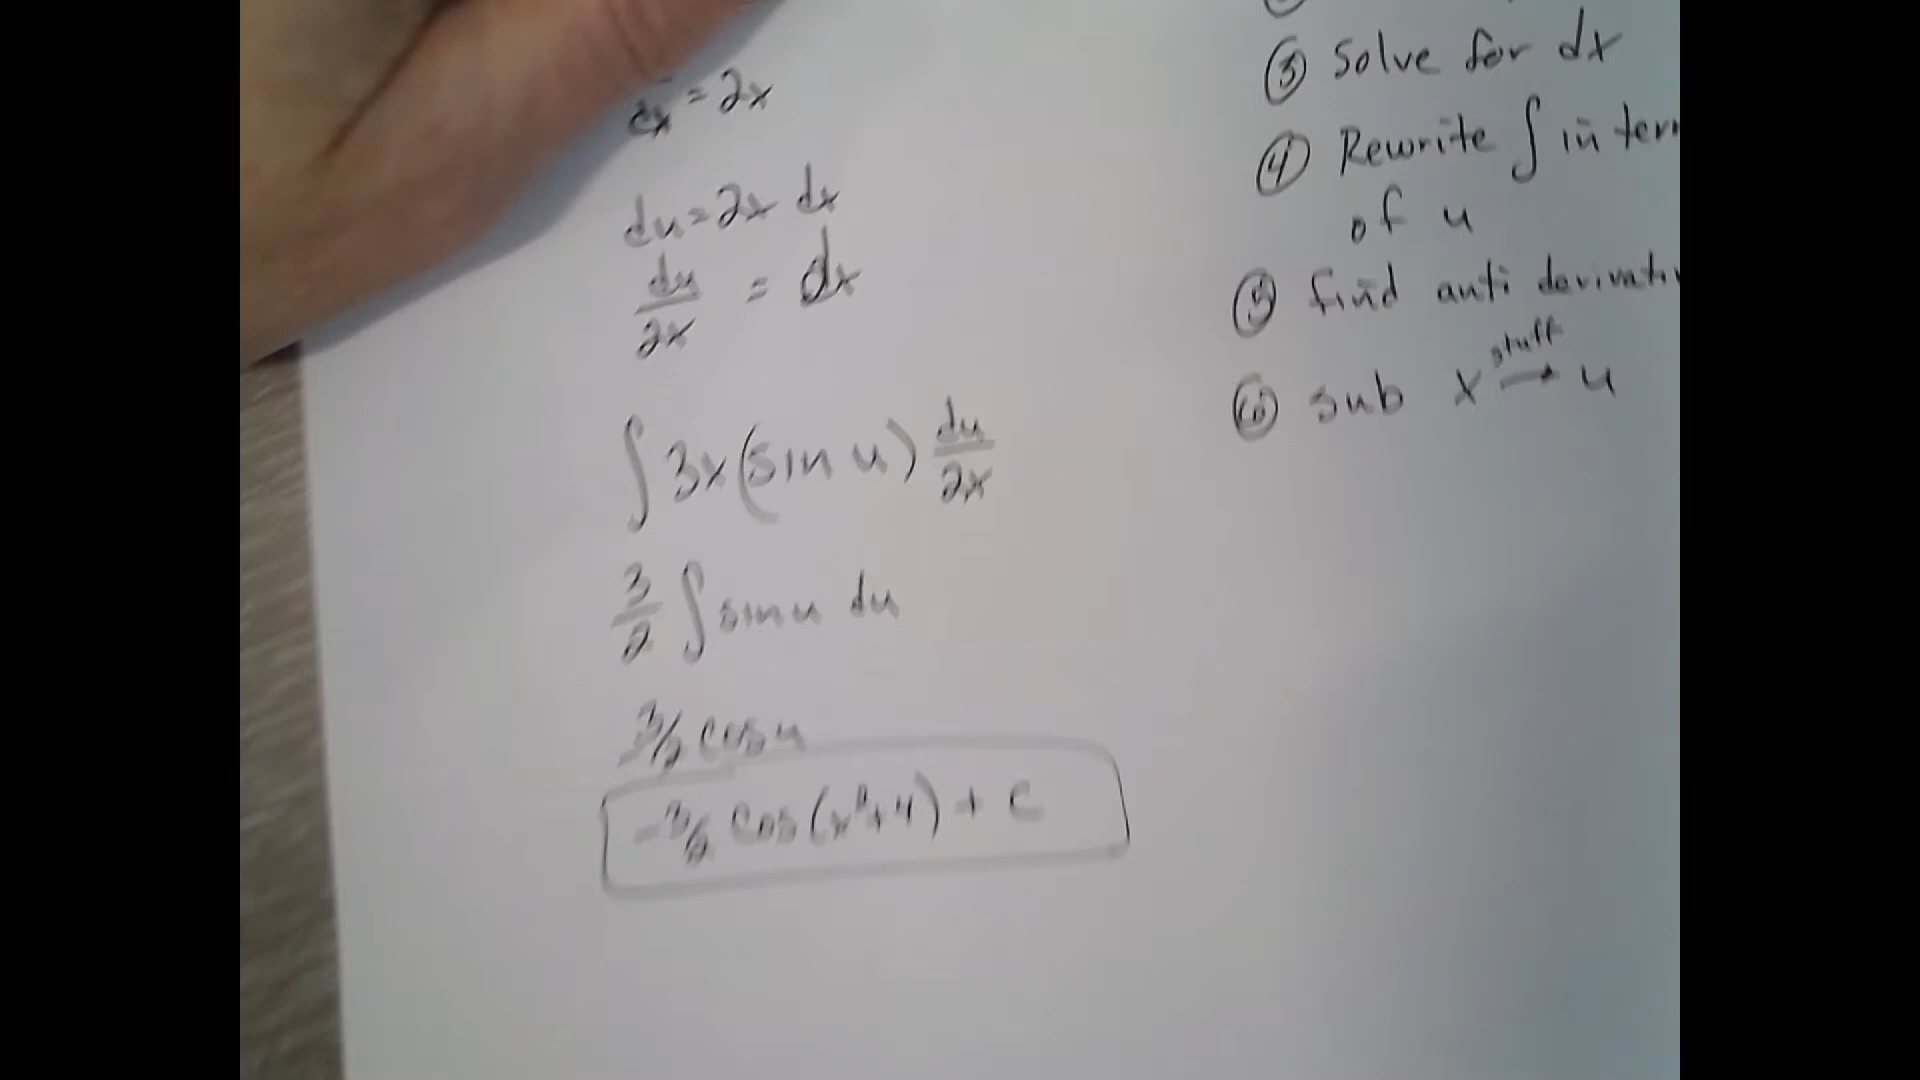 dx = 2x
du = 2x dx
du/2x = dx
∫ 3x (sin u) du/2x
3/2 ∫ sin u du
3/2 cos u
-3/2 cos (x²+4) + C
③ Solve for dx
④ Rewrite ∫ in
of u
⑤ find anti
⑥ sub x stuff → u